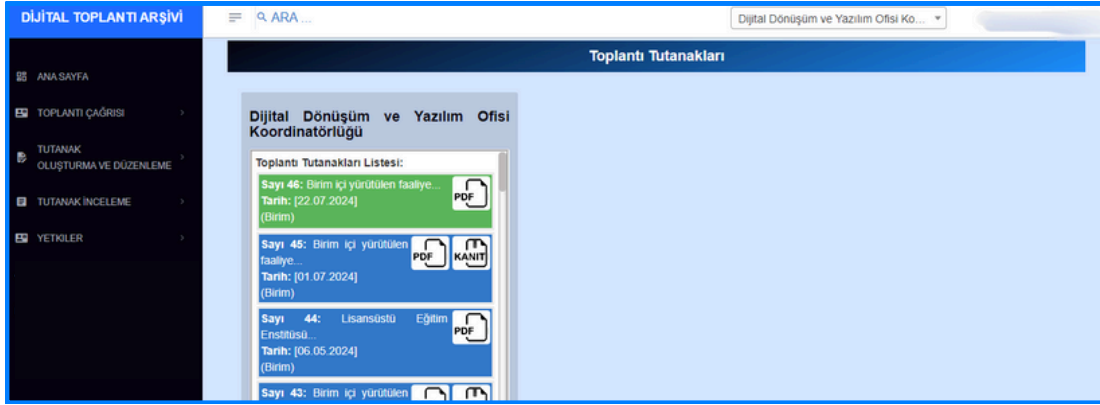 DİJİTAL TOPLANTI ARŞİVİ
ARA ...
Dijital Dönüşüm ve Yazılım Ofisi Ko...
ANA SAYFA
TOPLANTI ÇAĞRISI
TUTANAK
OLUŞTURMA VE DÜZENLEME
TUTANAK İNCELEME
YETKILER
Toplantı Tutanakları
Dijital Dönüşüm ve Yazılım Ofisi
Koordinatörlüğü
Toplantı Tutanakları Listesi:
Sayı 46: Birim içi yürütülen faaliye...
Tarih: [22.07.2024]
(Birim)
PDF
Sayı 45: Birim içi yürütülen
faaliye...
Tarih: [01.07.2024]
(Birim)
PDF
KANIT
Sayı 44: Lisansüstü Eğitim
Enstitüsü...
Tarih: [06.05.2024]
(Birim)
PDF
Sayı 43: Birim içi yürütülen